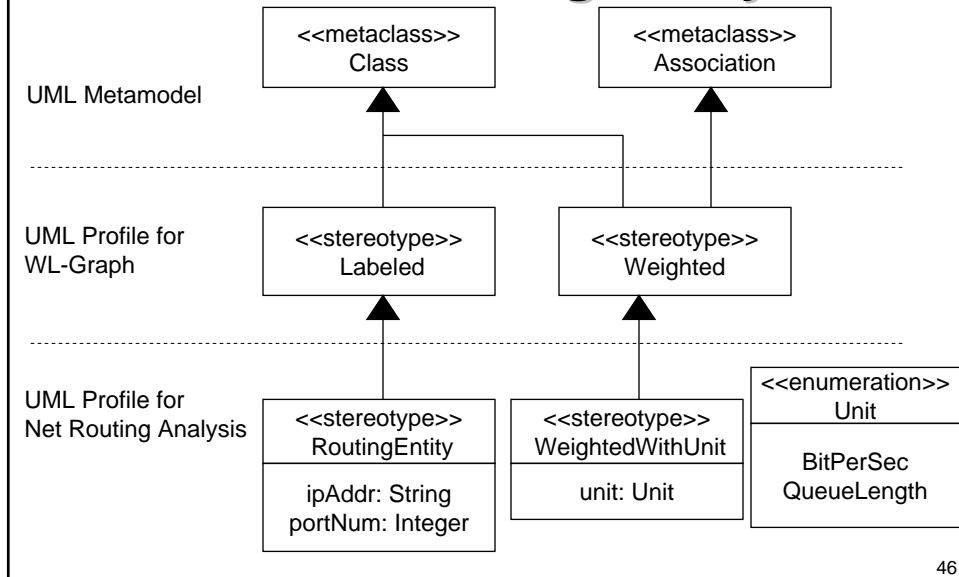 <<metaclass>>
Class
<<metaclass>>
Association
UML Metamodel
UML Profile for
WL-Graph
<<stereotype>>
Labeled
<<stereotype>>
Weighted
UML Profile for
Net Routing Analysis
<<stereotype>>
RoutingEntity
ipAddr: String
portNum: Integer
<<stereotype>>
WeightedWithUnit
unit: Unit
<<enumeration>>
Unit
BitPerSec
QueueLength
46